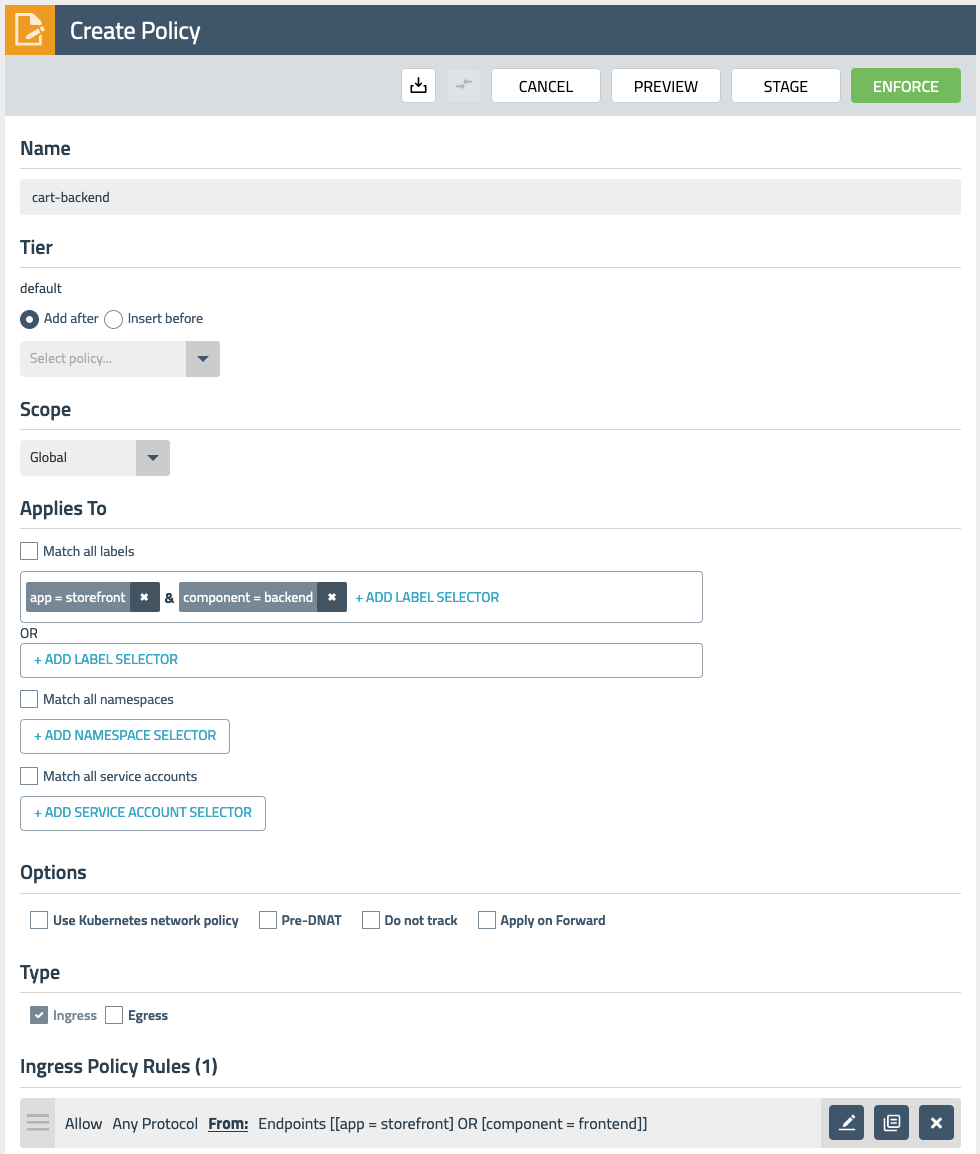 Create Policy
CANCEL PREVIEW STAGE ENFORCE
Name
cart-backend
Tier
default
Add after Insert before
Select policy...
Scope
Global
Applies To
Match all labels
app = storefront × & component = backend × + ADD LABEL SELECTOR
OR
+ ADD LABEL SELECTOR
Match all namespaces
+ ADD NAMESPACE SELECTOR
Match all service accounts
+ ADD SERVICE ACCOUNT SELECTOR
Options
Use Kubernetes network policy Pre-DNAT Do not track Apply on Forward
Type
Ingress Egress
Ingress Policy Rules (1)
Allow Any Protocol From: Endpoints [[app = storefront] OR [component = frontend]]